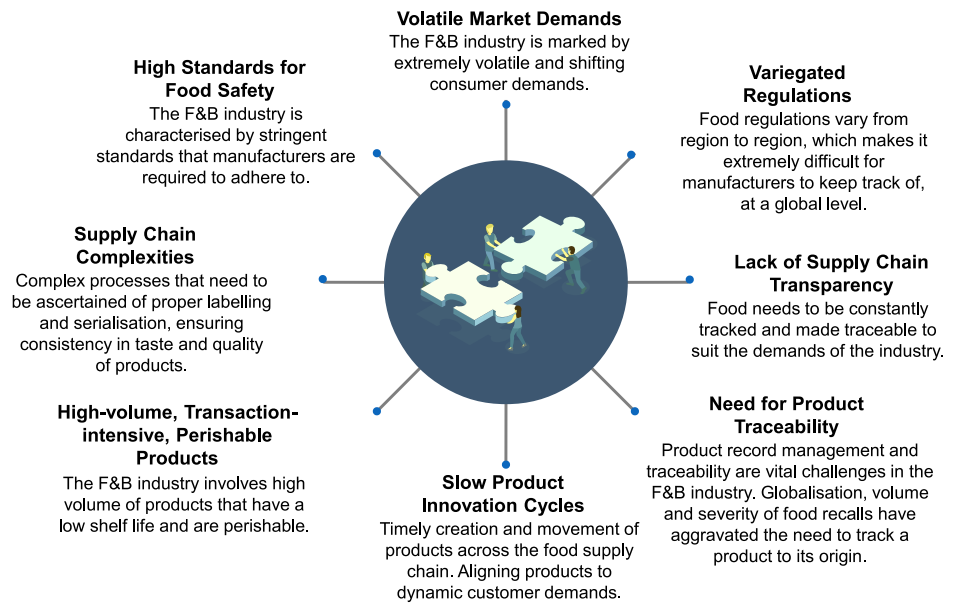 Volatile Market Demands
The F&B industry is marked by
extremely volatile and shifting
consumer demands.
Variegated
Regulations
Food regulations vary from
region to region, which makes it
extremely difficult for
manufacturers to keep track of,
at a global level.
Lack of Supply Chain
Transparency
Food needs to be constantly
tracked and made traceable to
suit the demands of the industry.
Need for Product
Traceability
Product record management and
traceability are vital challenges in the
F&B industry. Globalisation, volume
and severity of food recalls have
aggravated the need to track a
product to its origin.
Slow Product
Innovation Cycles
Timely creation and movement of
products across the food supply
chain. Aligning products to
dynamic customer demands.
High-volume, Transaction-
intensive, Perishable
Products
The F&B industry involves high
volume of products that have a
low shelf life and are perishable.
Supply Chain
Complexities
Complex processes that need to
be ascertained of proper labelling
and serialisation, ensuring
consistency in taste and quality
of products.
High Standards for
Food Safety
The F&B industry is
characterised by stringent
standards that manufacturers are
required to adhere to.